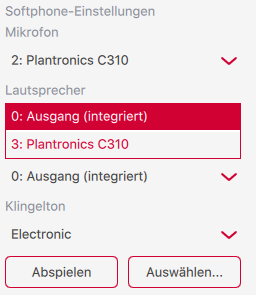 Softphone-Einstellungen
Mikrofon
2: Plantronics C310
Lautsprecher
0: Ausgang (integriert)
3: Plantronics C310
0: Ausgang (integriert)
Klingelton
Electronic
Abspielen
Auswählen...